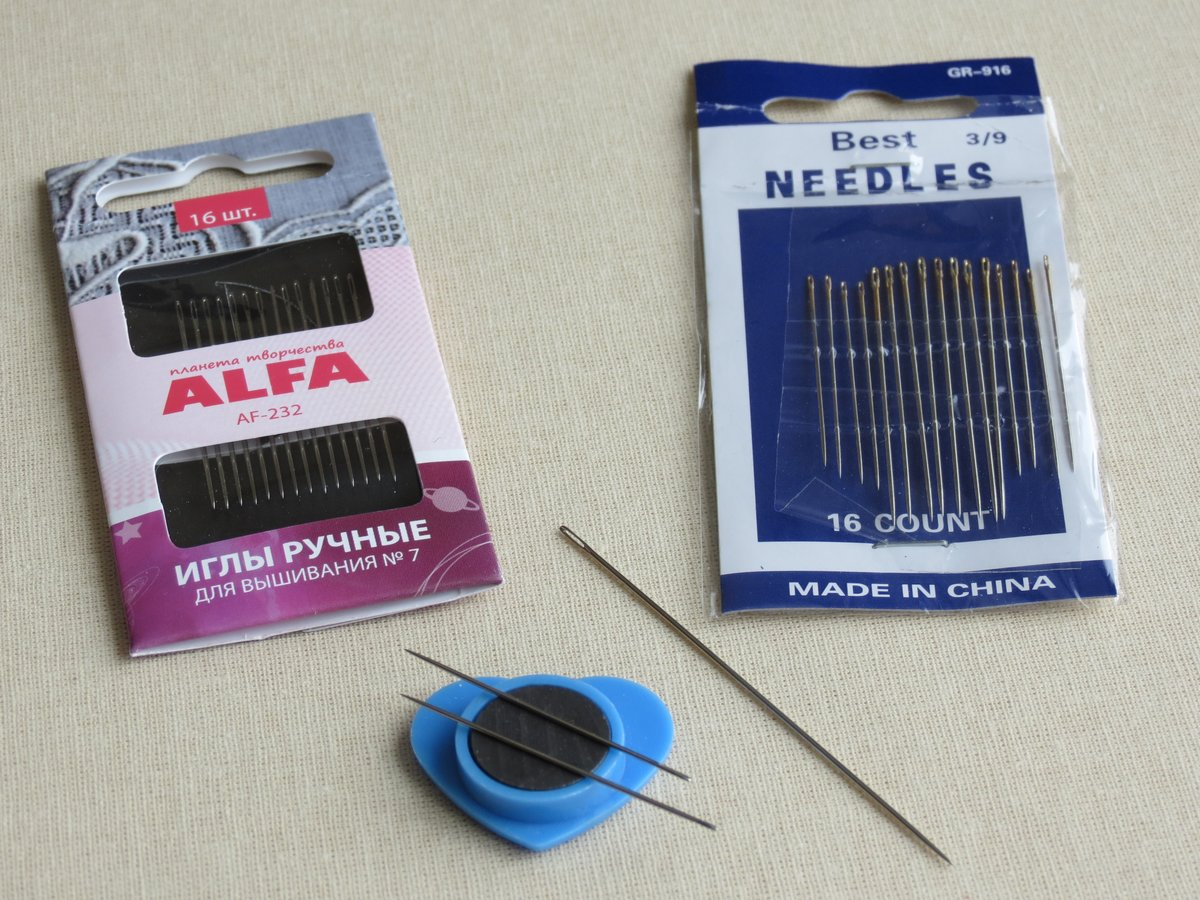 16 шт.
планета творчества
ALFA
AF-232
ИГЛЫ РУЧНЫЕ
ДЛЯ ВЫШИВАНИЯ № 7
GR-916
Best 3/9
NEEDLES
16 COUNT
MADE IN CHINA